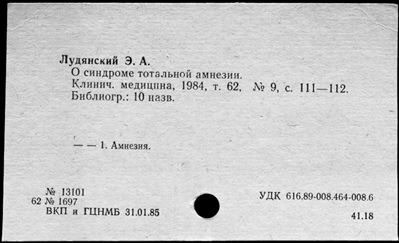 Лудянский Э. А.
О синдроме тотальной амнезии.
Клинич. медицина, 1984, т. 62, № 9, с. 111—112.
Библиогр.: 10 назв.
— — 1. Амнезия.
№ 13101
62 № 1697
ВКП и ГЦНМБ 31.01.85
УДК 616.89-008.464-008.6
41.18